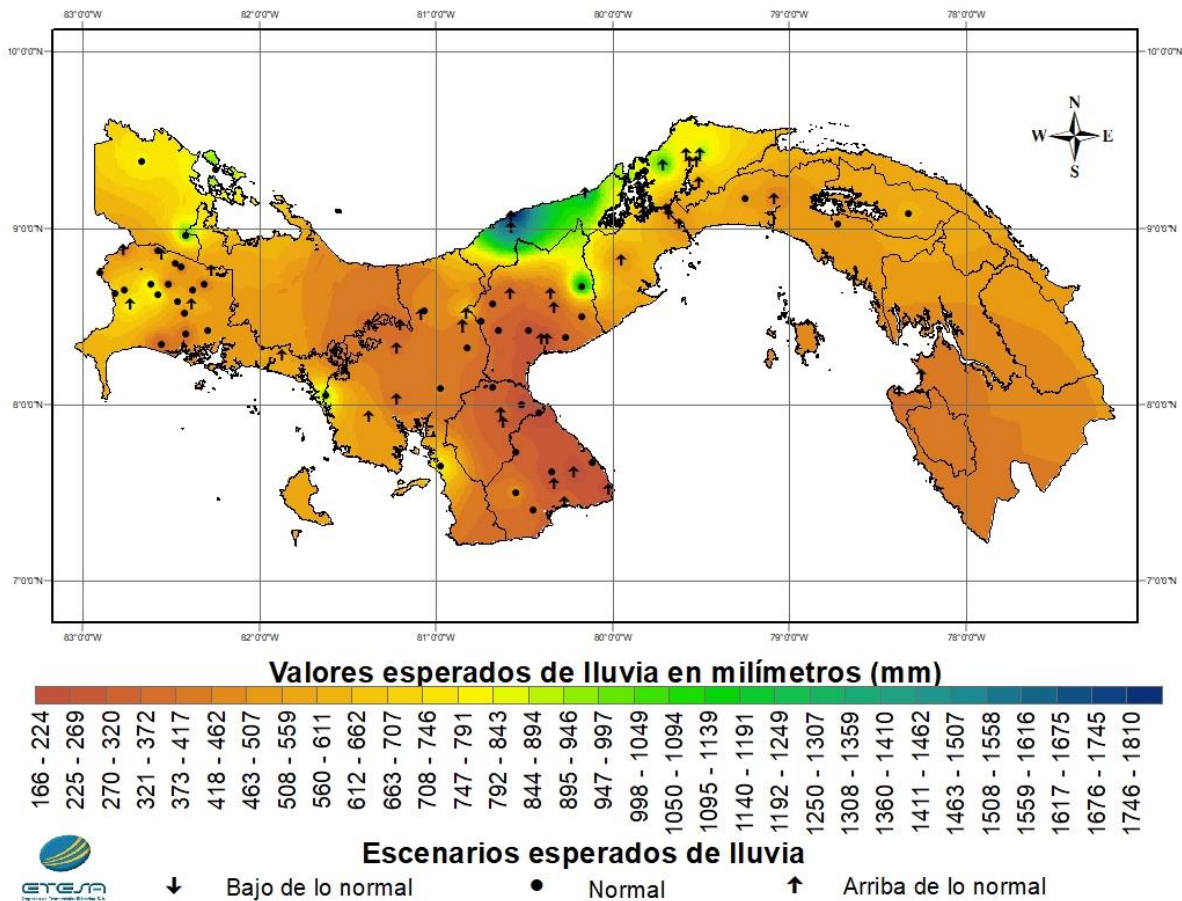 83°0'0"W 82°0'0"W 81°0'0"W 80°0'0"W 79°0'0"W 78°0'0"W
10°0'0"N 10°0'0"N
N
W E
S
9°0'0"N 9°0'0"N
8°0'0"N 8°0'0"N
7°0'0"N 7°0'0"N
83°0'0"W 82°0'0"W 81°0'0"W 80°0'0"W 79°0'0"W 78°0'0"W
Valores esperados de lluvia en milímetros (mm)
166 - 224
225 - 269
270 - 320
321 - 372
373 - 417
418 - 462
463 - 507
508 - 559
560 - 611
612 - 662
663 - 707
708 - 746
747 - 791
792 - 843
844 - 894
895 - 946
947 - 997
998 - 1049
1050 - 1094
1095 - 1139
1140 - 1191
1192 - 1249
1250 - 1307
1308 - 1359
1360 - 1410
1411 - 1462
1463 - 1507
1508 - 1558
1559 - 1616
1617 - 1675
1676 - 1745
1746 - 1810
Escenarios esperados de lluvia
ETESA
Empresa de Transmisión Eléctrica S.A.
Bajo de lo normal Normal Arriba de lo normal